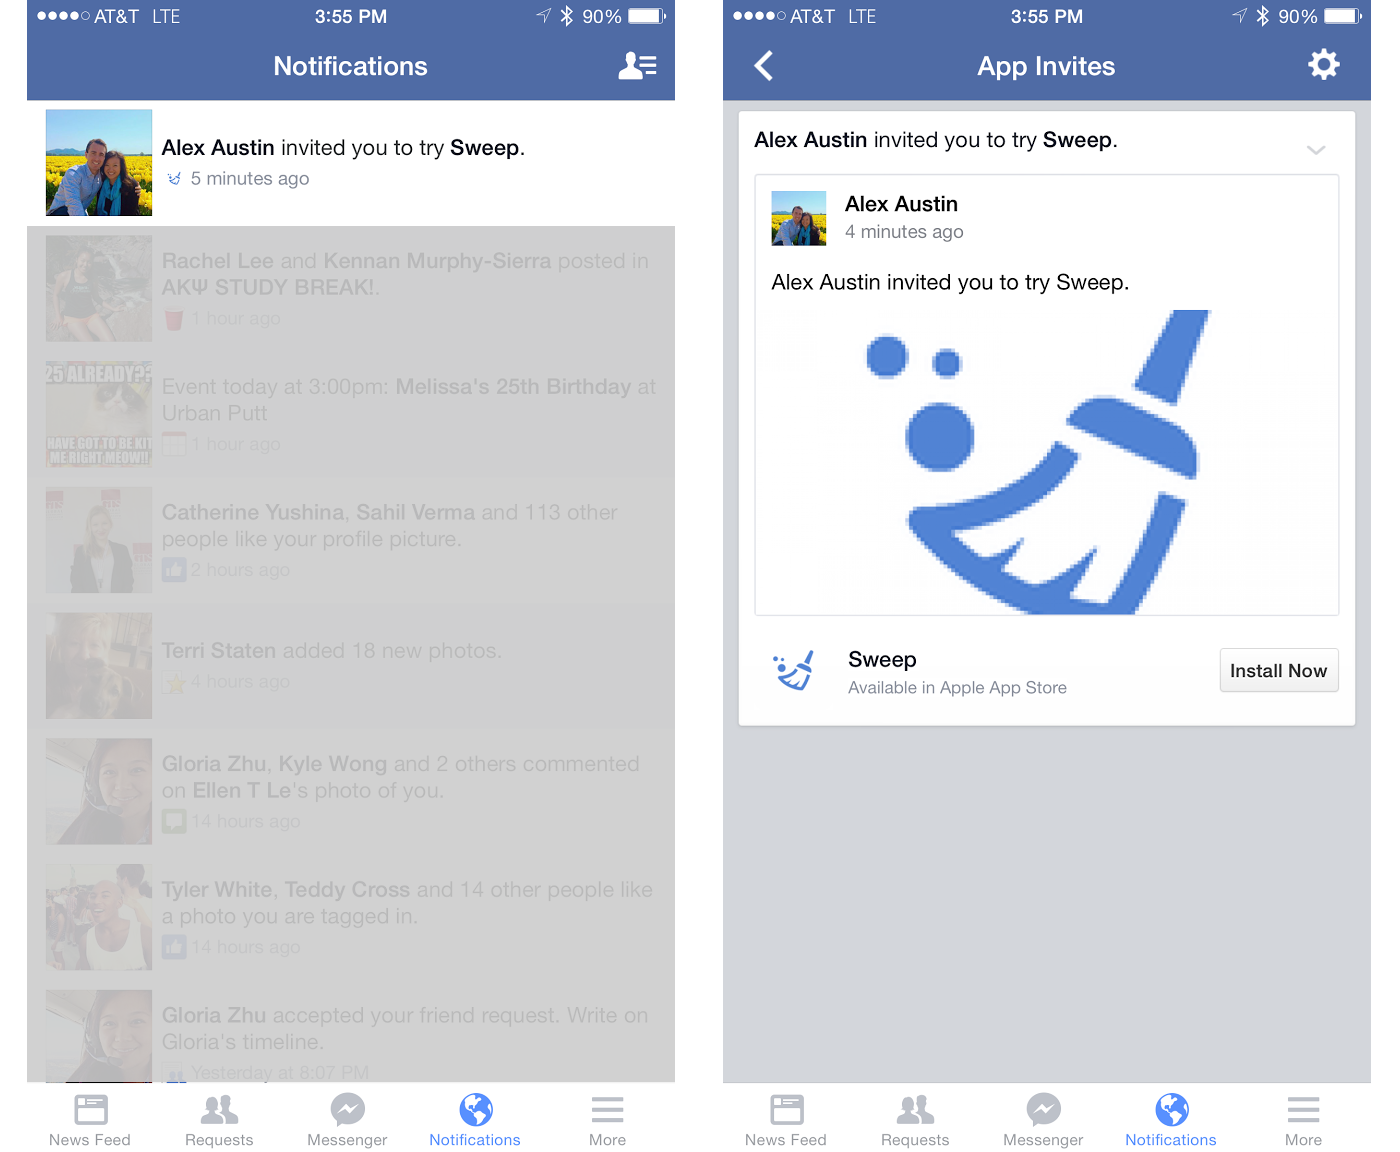 AT&T LTE 3:55 PM 90%
Notifications
Alex Austin invited you to try Sweep.
5 minutes ago
Rachel Lee and Kennan Murphy-Sierra posted in
AKΨ STUDY BREAK!.
1 hour ago
25 ALREADY??
HAVE GOT TO BE KIT
ME RIGHT MEOW!!
Event today at 3:00pm: Melissa's 25th Birthday at
Urban Putt
1 hour ago
Catherine Yushina, Sahil Verma and 113 other
people like your profile picture.
2 hours ago
Terri Staten added 18 new photos.
4 hours ago
Gloria Zhu, Kyle Wong and 2 others commented
on Ellen T Le's photo of you.
14 hours ago
Tyler White, Teddy Cross and 14 other people like
a photo you are tagged in.
14 hours ago
Gloria Zhu accepted your friend request. Write on
Gloria's timeline.
Yesterday at 8:07 PM
News Feed Requests Messenger Notifications More
AT&T LTE 3:55 PM 90%
App Invites
Alex Austin invited you to try Sweep.
Alex Austin
4 minutes ago
Alex Austin invited you to try Sweep.
Sweep
Available in Apple App Store
Install Now
News Feed Requests Messenger Notifications More